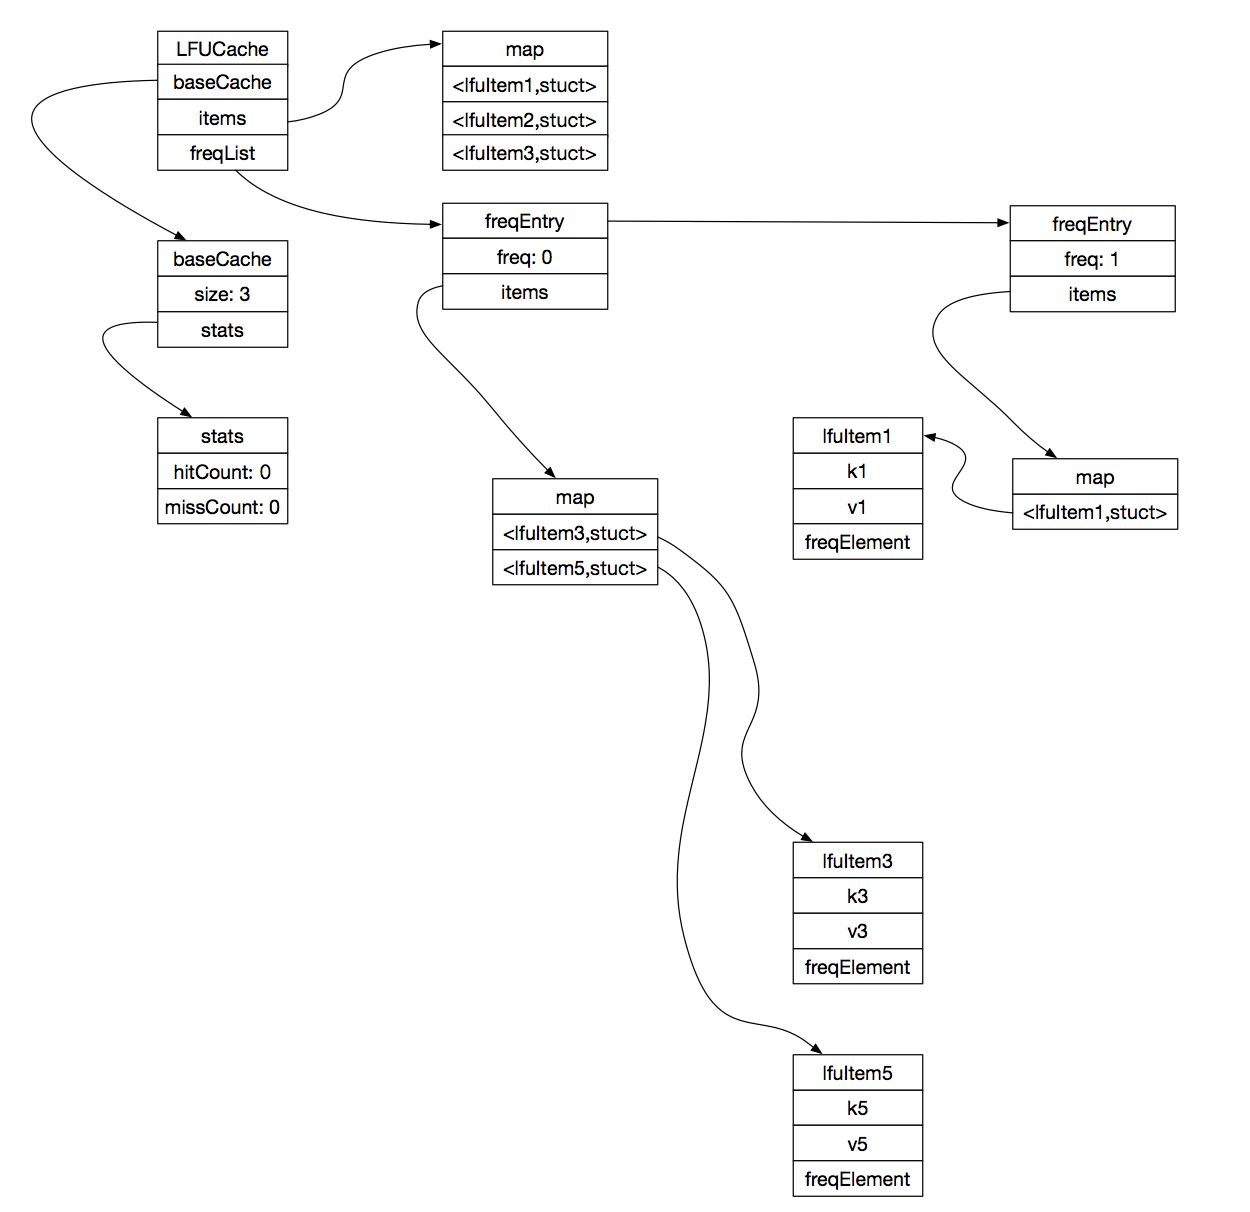 LFUCache
baseCache
items
freqList
map
<lfuItem1,stuct>
<lfuItem2,stuct>
<lfuItem3,stuct>
baseCache
size: 3
stats
freqEntry
freq: 0
items
freqEntry
freq: 1
items
stats
hitCount: 0
missCount: 0
map
<lfuItem3,stuct>
<lfuItem5,stuct>
lfuItem1
k1
v1
freqElement
map
<lfuItem1,stuct>
lfuItem3
k3
v3
freqElement
lfuItem5
k5
v5
freqElement